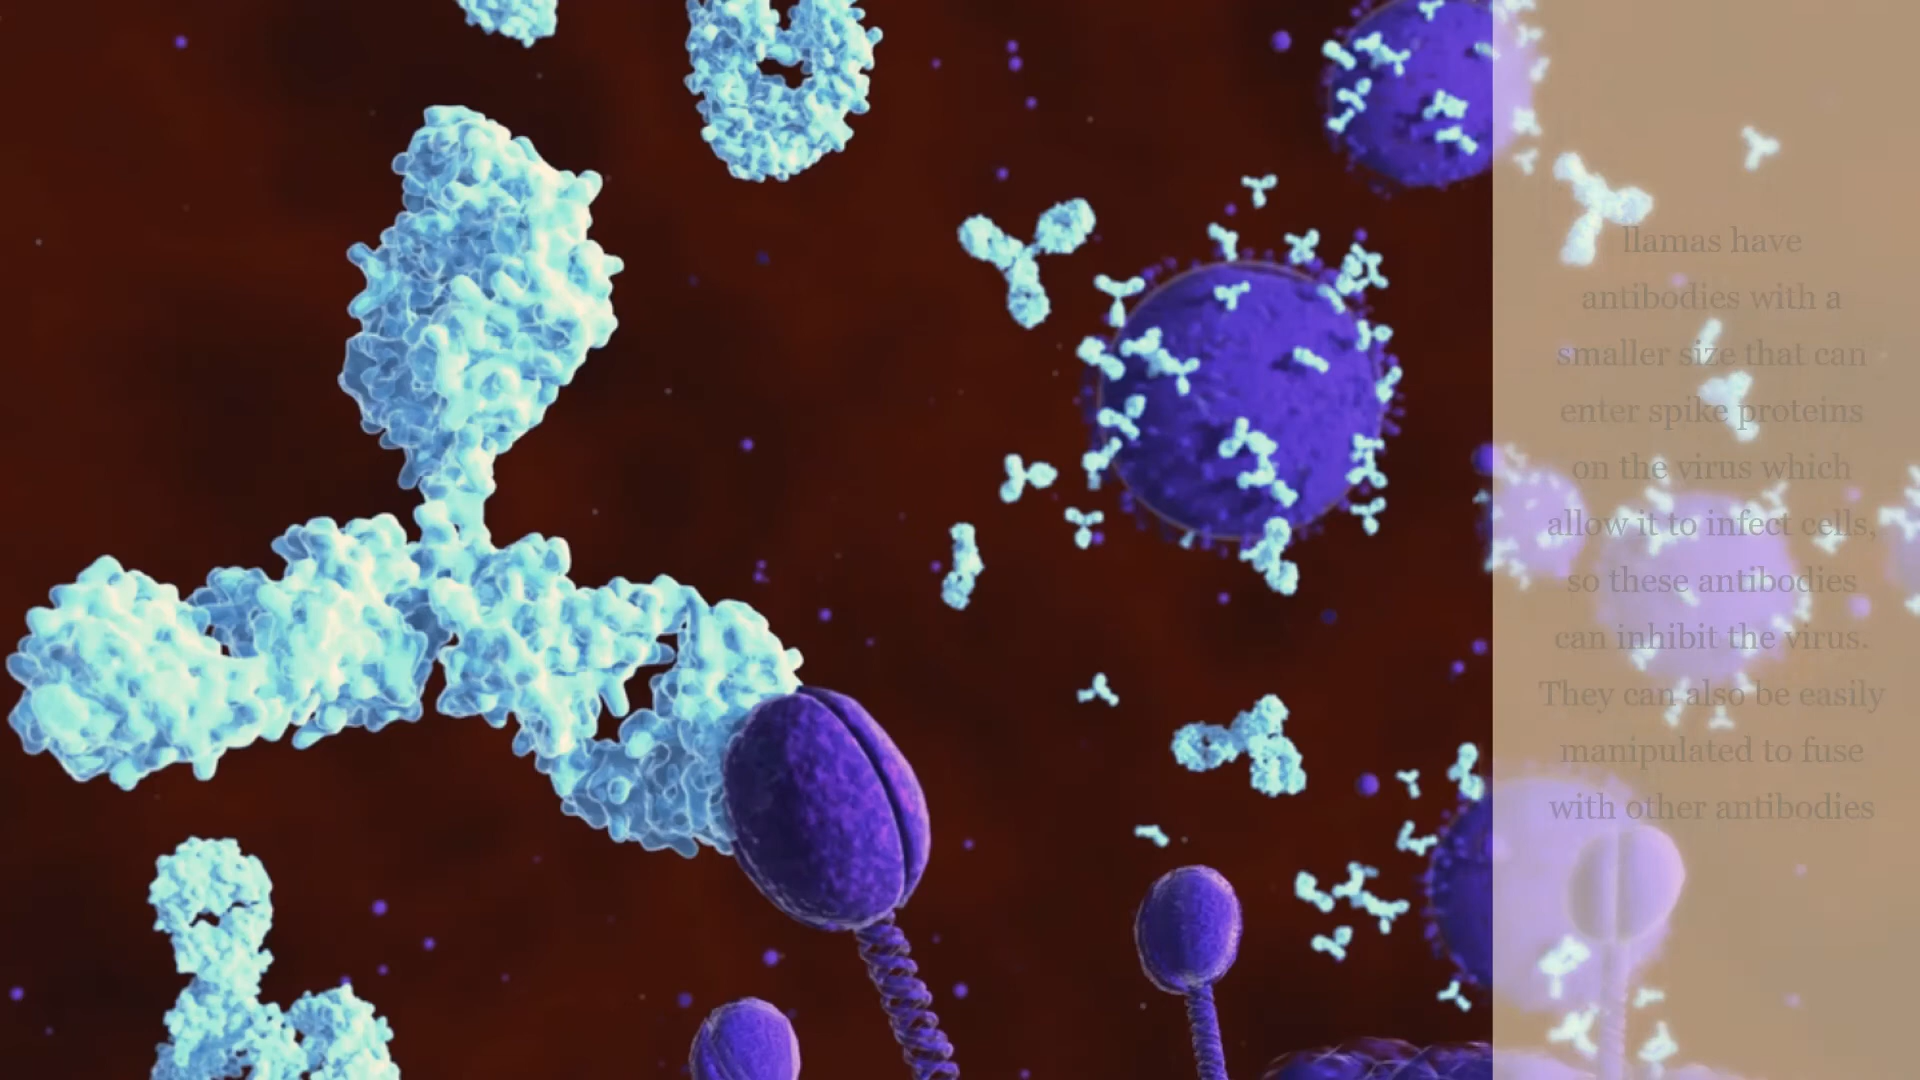 llamas have
antibodies with a
smaller size that can
enter spike proteins
on the virus which
allow it to infect cells,
so these antibodies
can inhibit the virus.
They can also be easily
manipulated to fuse
with other antibodies